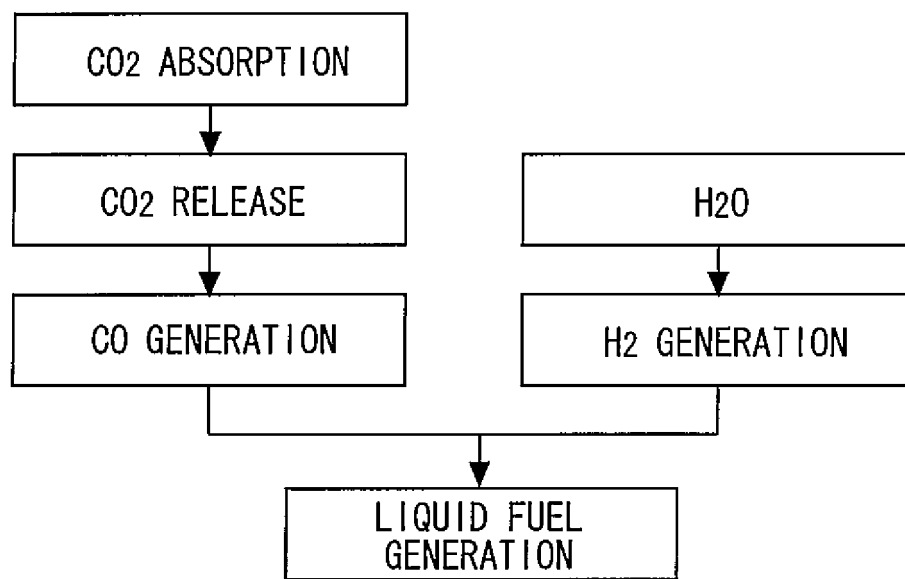 CO2 ABSORPTION
CO2 RELEASE
H2O
CO GENERATION
H2 GENERATION
LIQUID FUEL
GENERATION